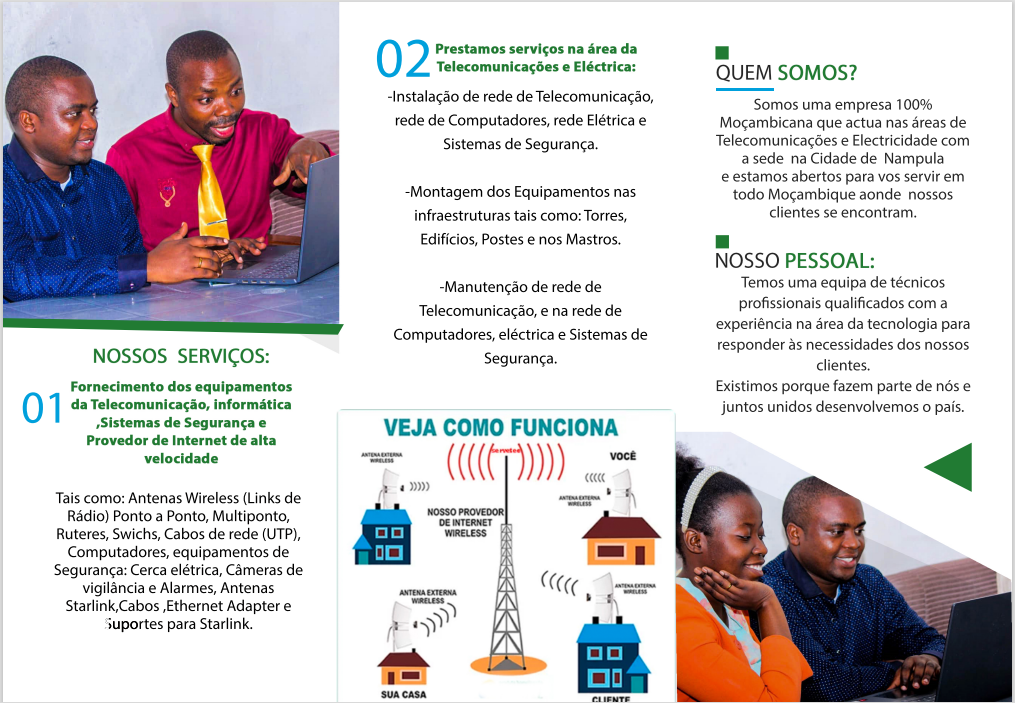 NOSSOS SERVIÇOS:
01
Fornecimento dos equipamentos
da Telecomunicação, informática
,Sistemas de Segurança e
Provedor de Internet de alta
velocidade
Tais como: Antenas Wireless (Links de
Rádio) Ponto a Ponto, Multiponto,
Ruteres, Swichs, Cabos de rede (UTP),
Computadores, equipamentos de
Segurança: Cerca elétrica, Câmeras de
vigilância e Alarmes, Antenas
Starlink,Cabos ,Ethernet Adapter e
Suportes para Starlink.
02
Prestamos serviços na área da
Telecomunicações e Eléctrica:
-Instalação de rede de Telecomunicação,
rede de Computadores, rede Elétrica e
Sistemas de Segurança.
-Montagem dos Equipamentos nas
infraestruturas tais como: Torres,
Edifícios, Postes e nos Mastros.
-Manutenção de rede de
Telecomunicação, e na rede de
Computadores, eléctrica e Sistemas de
Segurança.
VEJA COMO FUNCIONA
ANTENA EXTERNA
WIRELESS
Servetec
VOCÊ
ANTENA EXTERNA
WIRELESS
NOSSO PROVEDOR
DE INTERNET
WIRELESS
ANTENA EXTERNA
WIRELESS
ANTENA EXTERNA
WIRELESS
SUA CASA
CLIENTE
QUEM SOMOS?
Somos uma empresa 100%
Moçambicana que actua nas áreas de
Telecomunicações e Electricidade com
a sede na Cidade de Nampula
e estamos abertos para vos servir em
todo Moçambique aonde nossos
clientes se encontram.
NOSSO PESSOAL:
Temos uma equipa de técnicos
profissionais qualificados com a
experiência na área da tecnologia para
responder às necessidades dos nossos
clientes.
Existimos porque fazem parte de nós e
juntos unidos desenvolvemos o país.